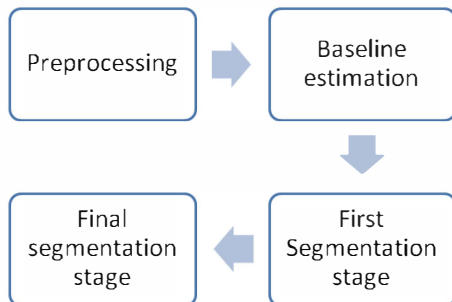 Preprocessing
Baseline
estimation
First
Segmentation
stage
Final
segmentation
stage